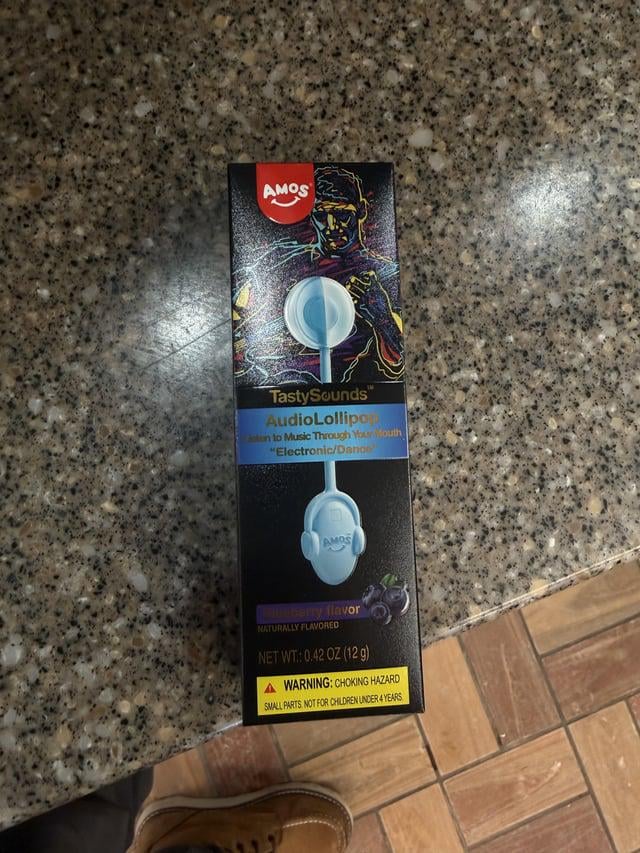 AMOS®
TastySounds™
AudioLollipop
Listen to Music Through Your Mouth
"Electronic/Dance"
AMOS
Blueberry flavor
NATURALLY FLAVORED
NET WT.: 0.42 OZ (12 g)
WARNING: CHOKING HAZARD
SMALL PARTS. NOT FOR CHILDREN UNDER 4 YEARS.